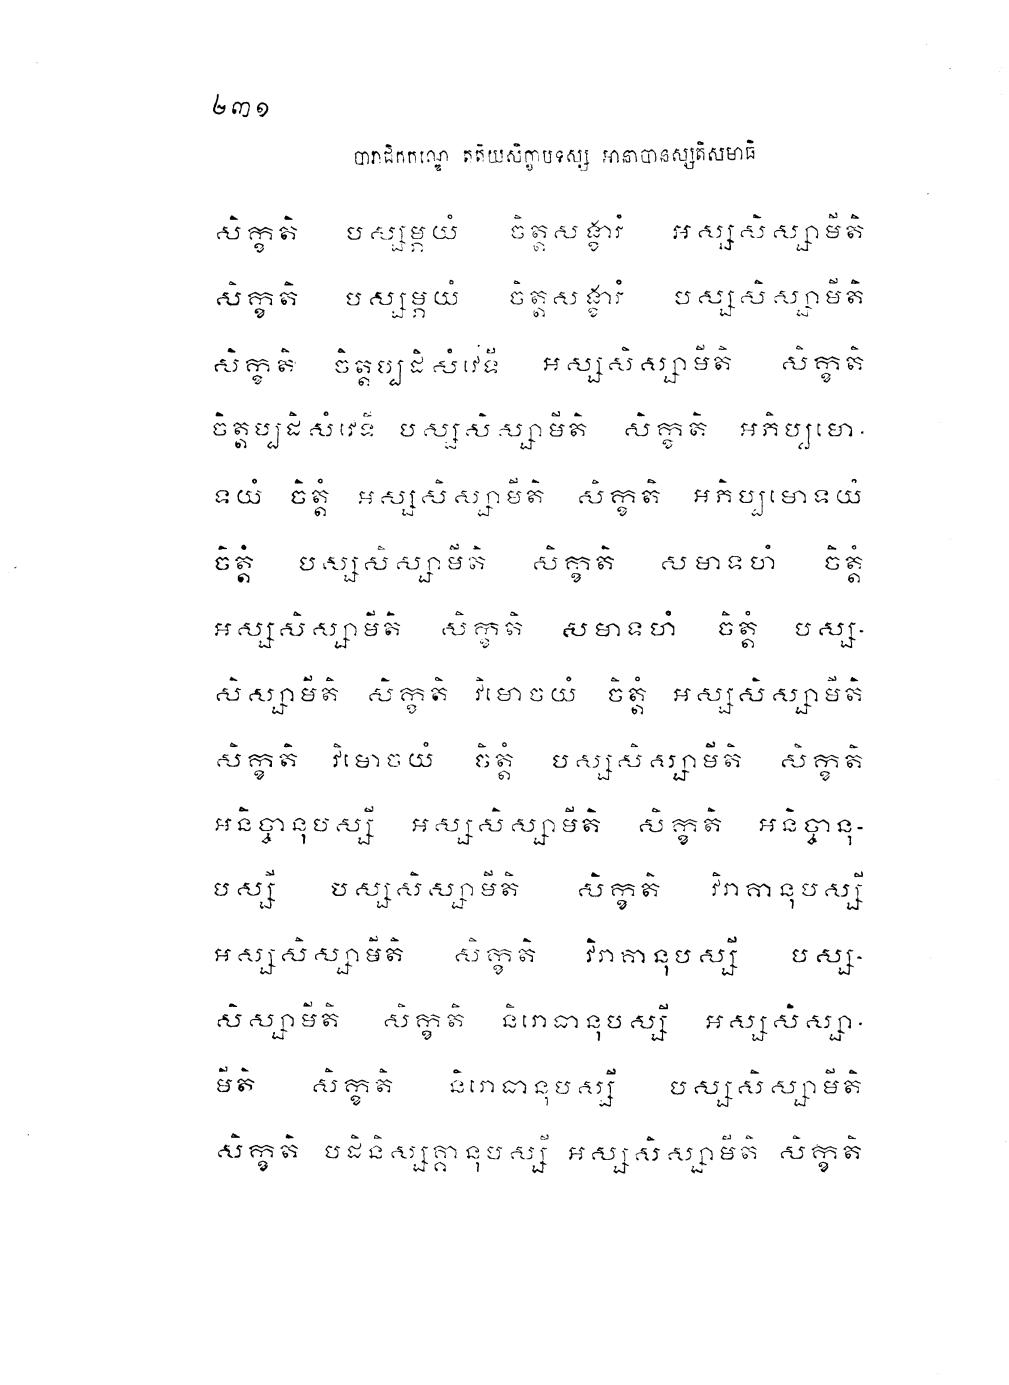 ២៣១
បារាជិកកណ្ឌេ តតិយសិក្ខាបទស្ស អានាបានស្សតិសមាធិ
សិក្ខតិ បស្សម្ភយំ ចិត្តសង្ខារំ អស្សសិស្សាមីតិ
សិក្ខតិ បស្សម្ភយំ ចិត្តសង្ខារំ បស្សសិស្សាមីតិ
សិក្ខតិ ចិត្តប្បដិសំវេទី អស្សសិស្សាមីតិ សិក្ខតិ
ចិត្តប្បដិសំវេទី បស្សសិស្សាមីតិ សិក្ខតិ អភិប្បមោ-
ទយំ ចិត្តំ អស្សសិស្សាមីតិ សិក្ខតិ អភិប្បមោទយំ
ចិត្តំ បស្សសិស្សាមីតិ សិក្ខតិ សមាទហំ ចិត្តំ
អស្សសិស្សាមីតិ សិក្ខតិ សមាទហំ ចិត្តំ បស្ស-
សិស្សាមីតិ សិក្ខតិ វិមោចយំ ចិត្តំ អស្សសិស្សាមីតិ
សិក្ខតិ វិមោចយំ ចិត្តំ បស្សសិស្សាមីតិ សិក្ខតិ
អនិច្ចានុបស្សី អស្សសិស្សាមីតិ សិក្ខតិ អនិច្ចានុ-
បស្សី បស្សសិស្សាមីតិ សិក្ខតិ វិរាគានុបស្សី
អស្សសិស្សាមីតិ សិក្ខតិ វិរាគានុបស្សី បស្ស-
សិស្សាមីតិ សិក្ខតិ និរោធានុបស្សី អស្សសិស្សា-
មីតិ សិក្ខតិ និរោធានុបស្សី បស្សសិស្សាមីតិ
សិក្ខតិ បដិនិស្សគ្គានុបស្សី អស្សសិស្សាមីតិ សិក្ខតិ